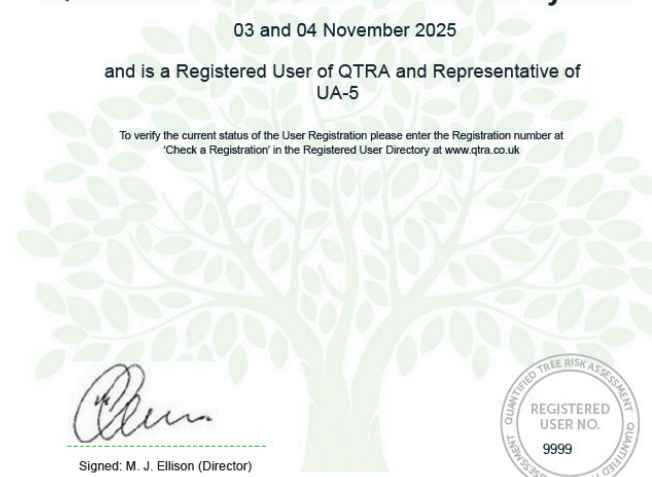 03 and 04 November 2025
and is a Registered User of QTRA and Representative of
UA-5
To verify the current status of the User Registration please enter the Registration number at
'Check a Registration' in the Registered User Directory at www.qtra.co.uk
Signed: M. J. Ellison (Director)
QUANTIFIED TREE RISK ASSESSMENT
REGISTERED
USER NO.
9999